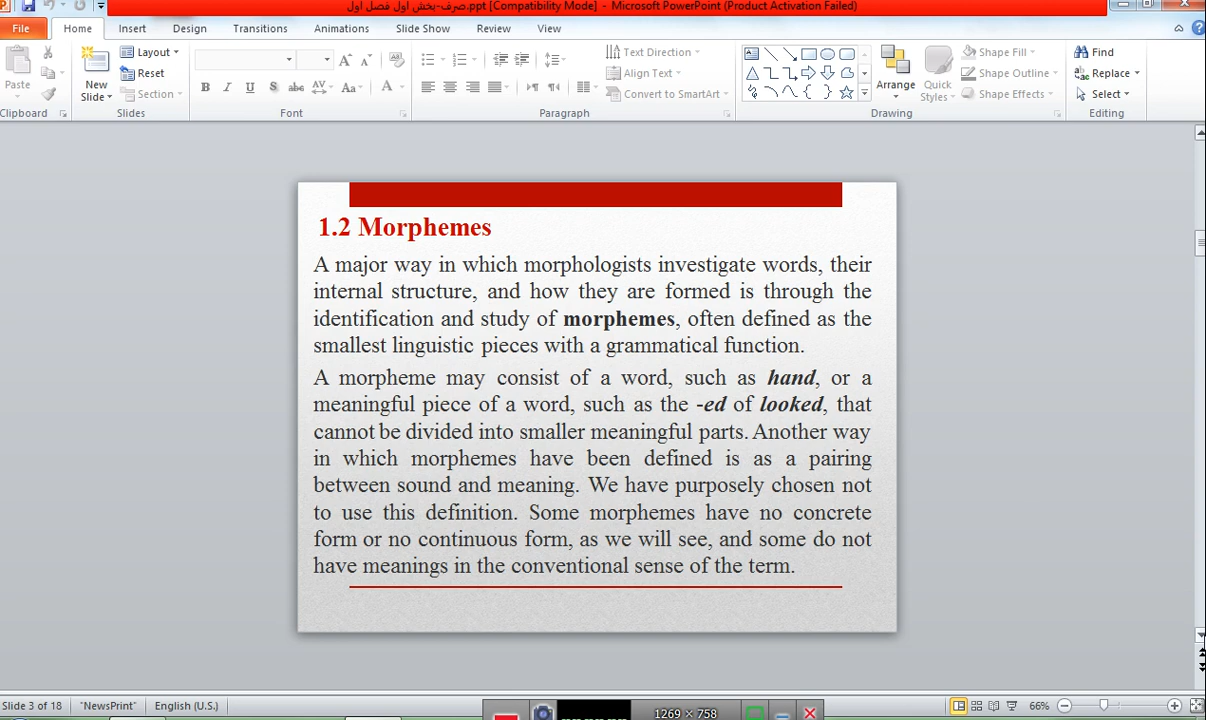 صرف-بخش اول فصل اول.ppt [Compatibility Mode] - Microsoft PowerPoint (Product Activation Failed)
File Home Insert Design Transitions Animations Slide Show Review View
Paste
New Slide
Layout
Reset
Section
Text Direction
Align Text
Convert to SmartArt
Arrange
Quick Styles
Shape Fill
Shape Outline
Shape Effects
Find
Replace
Select
Clipboard Slides Font Paragraph Drawing Editing
1.2 Morphemes
A major way in which morphologists investigate words, their
internal structure, and how they are formed is through the
identification and study of morphemes, often defined as the
smallest linguistic pieces with a grammatical function.
A morpheme may consist of a word, such as hand, or a
meaningful piece of a word, such as the -ed of looked, that
cannot be divided into smaller meaningful parts. Another way
in which morphemes have been defined is as a pairing
between sound and meaning. We have purposely chosen not
to use this definition. Some morphemes have no concrete
form or no continuous form, as we will see, and some do not
have meanings in the conventional sense of the term.
Slide 3 of 18 "NewsPrint" English (U.S.) 66%
1269 × 758